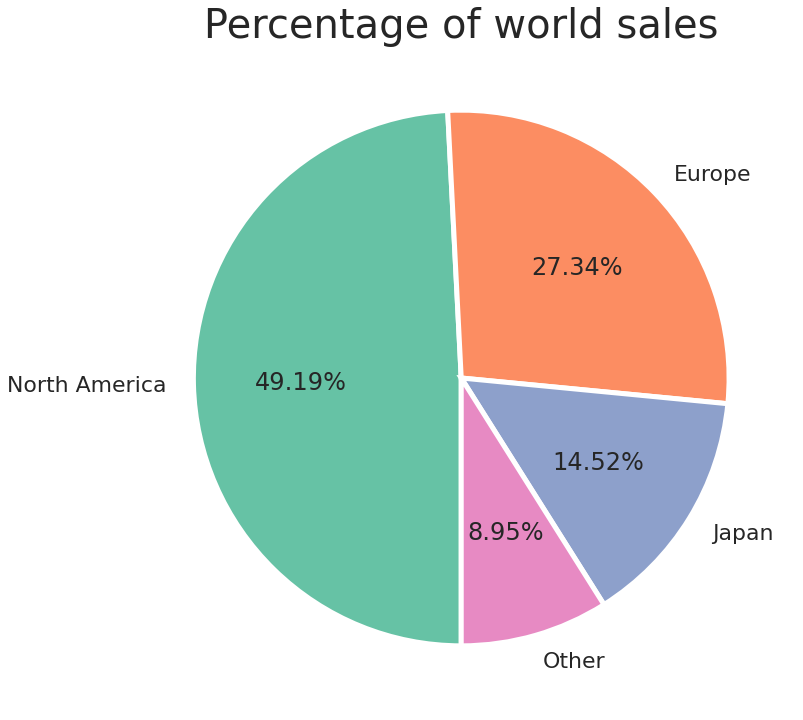 Percentage of world sales
Europe
27.34%
North America
49.19%
14.52%
Japan
8.95%
Other